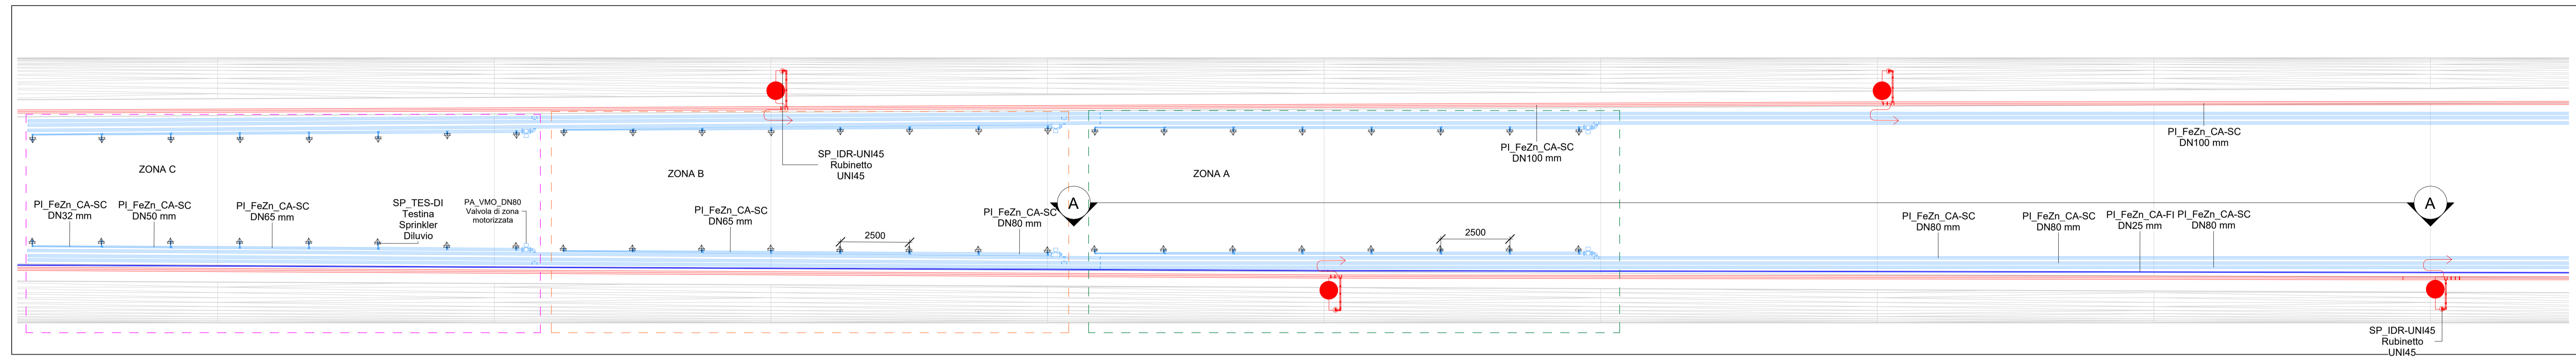 PI_FeZn_CA-SC
DN100 mm
PI_FeZn_CA-SC
DN100 mm
SP_IDR-UNI45
Rubinetto
UNI45
ZONA C
ZONA B
ZONA A
PI_FeZn_CA-SC
DN32 mm
PI_FeZn_CA-SC
DN50 mm
PI_FeZn_CA-SC
DN65 mm
SP_TES-DI
Testina
Sprinkler
Diluvio
PA_VMO_DN80
Valvola di zona
motorizzata
PI_FeZn_CA-SC
DN65 mm
2500
PI_FeZn_CA-SC
DN80 mm
A
2500
PI_FeZn_CA-SC
DN80 mm
PI_FeZn_CA-SC
DN80 mm
PI_FeZn_CA-FI
DN25 mm
PI_FeZn_CA-SC
DN80 mm
A
SP_IDR-UNI45
Rubinetto
UNI45